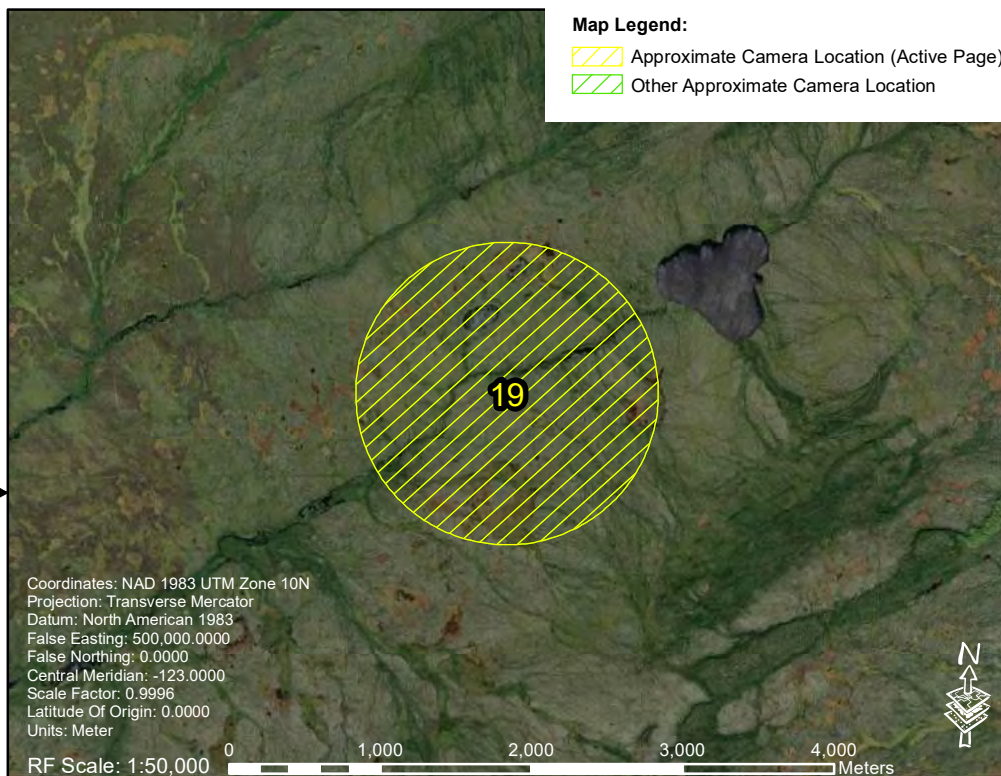 Map Legend:
Approximate Camera Location (Active Page)
Other Approximate Camera Location
19
Coordinates: NAD 1983 UTM Zone 10N
Projection: Transverse Mercator
Datum: North American 1983
False Easting: 500,000.0000
False Northing: 0.0000
Central Meridian: -123.0000
Scale Factor: 0.9996
Latitude Of Origin: 0.0000
Units: Meter
RF Scale: 1:50,000
0 1,000 2,000 3,000 4,000
Meters
N